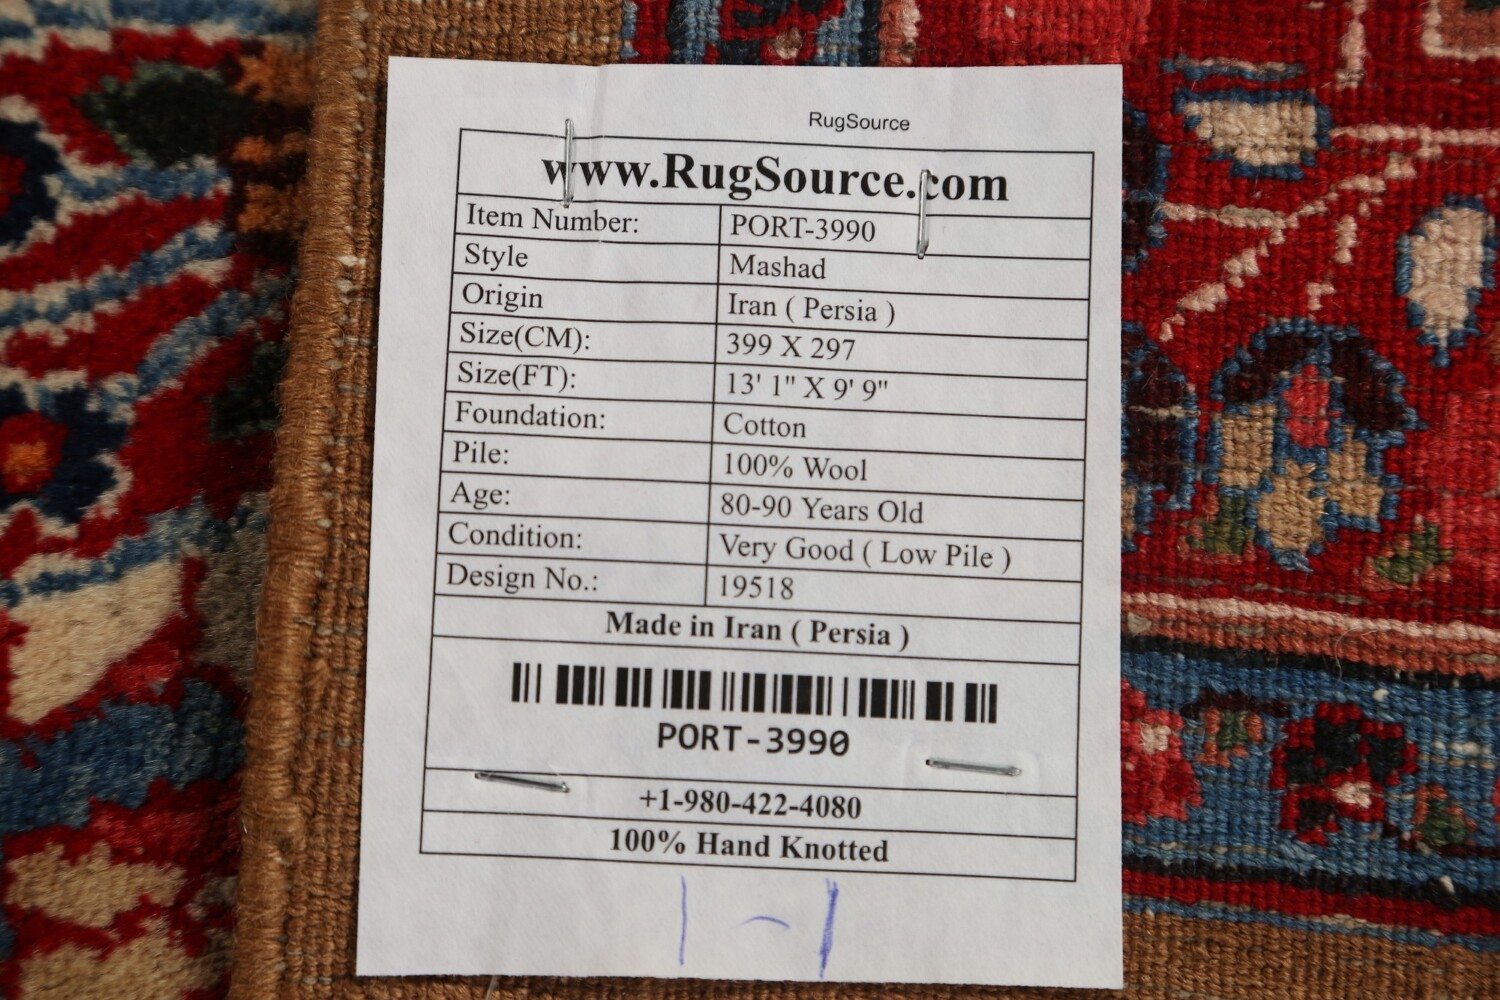 RugSource
www.RugSource.com
Item Number: PORT-3990
Style Mashad
Origin Iran ( Persia )
Size(CM): 399 X 297
Size(FT): 13' 1" X 9' 9"
Foundation: Cotton
Pile: 100% Wool
Age: 80-90 Years Old
Condition: Very Good ( Low Pile )
Design No.: 19518
Made in Iran ( Persia )
PORT-3990
+1-980-422-4080
100% Hand Knotted
1-1